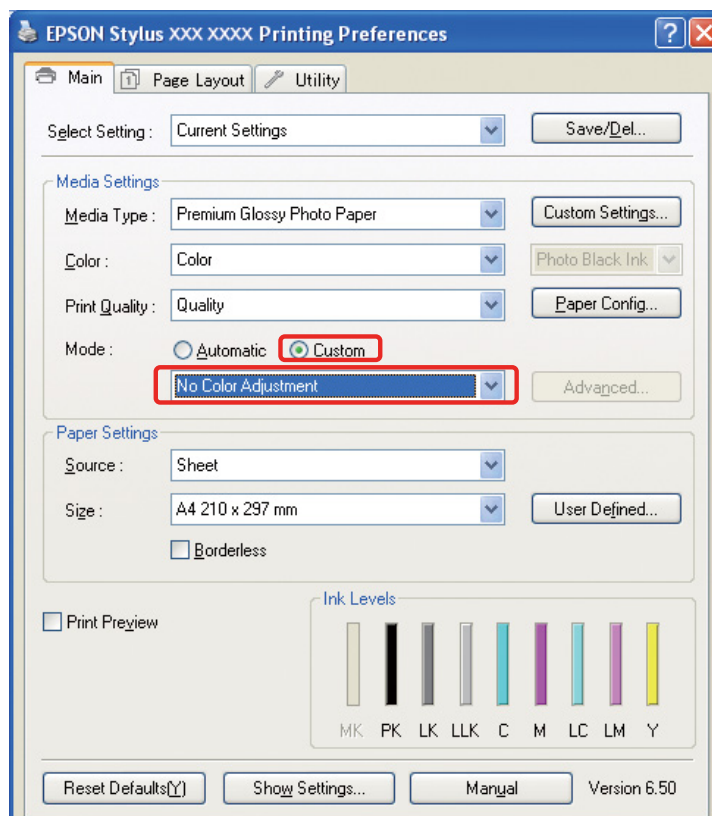 EPSON Stylus XXX XXXX Printing Preferences
Main 1 Page Layout Utility
Select Setting : Current Settings Save/Del...
Media Settings
Media Type : Premium Glossy Photo Paper Custom Settings...
Color : Color Photo Black Ink
Print Quality : Quality Paper Config...
Mode : Automatic Custom
No Color Adjustment Advanced...
Paper Settings
Source : Sheet
Size : A4 210 x 297 mm User Defined...
Borderless
Print Preview
Ink Levels
MK PK LK LLK C M LC LM Y
Reset Defaults(Y) Show Settings... Manual Version 6.50